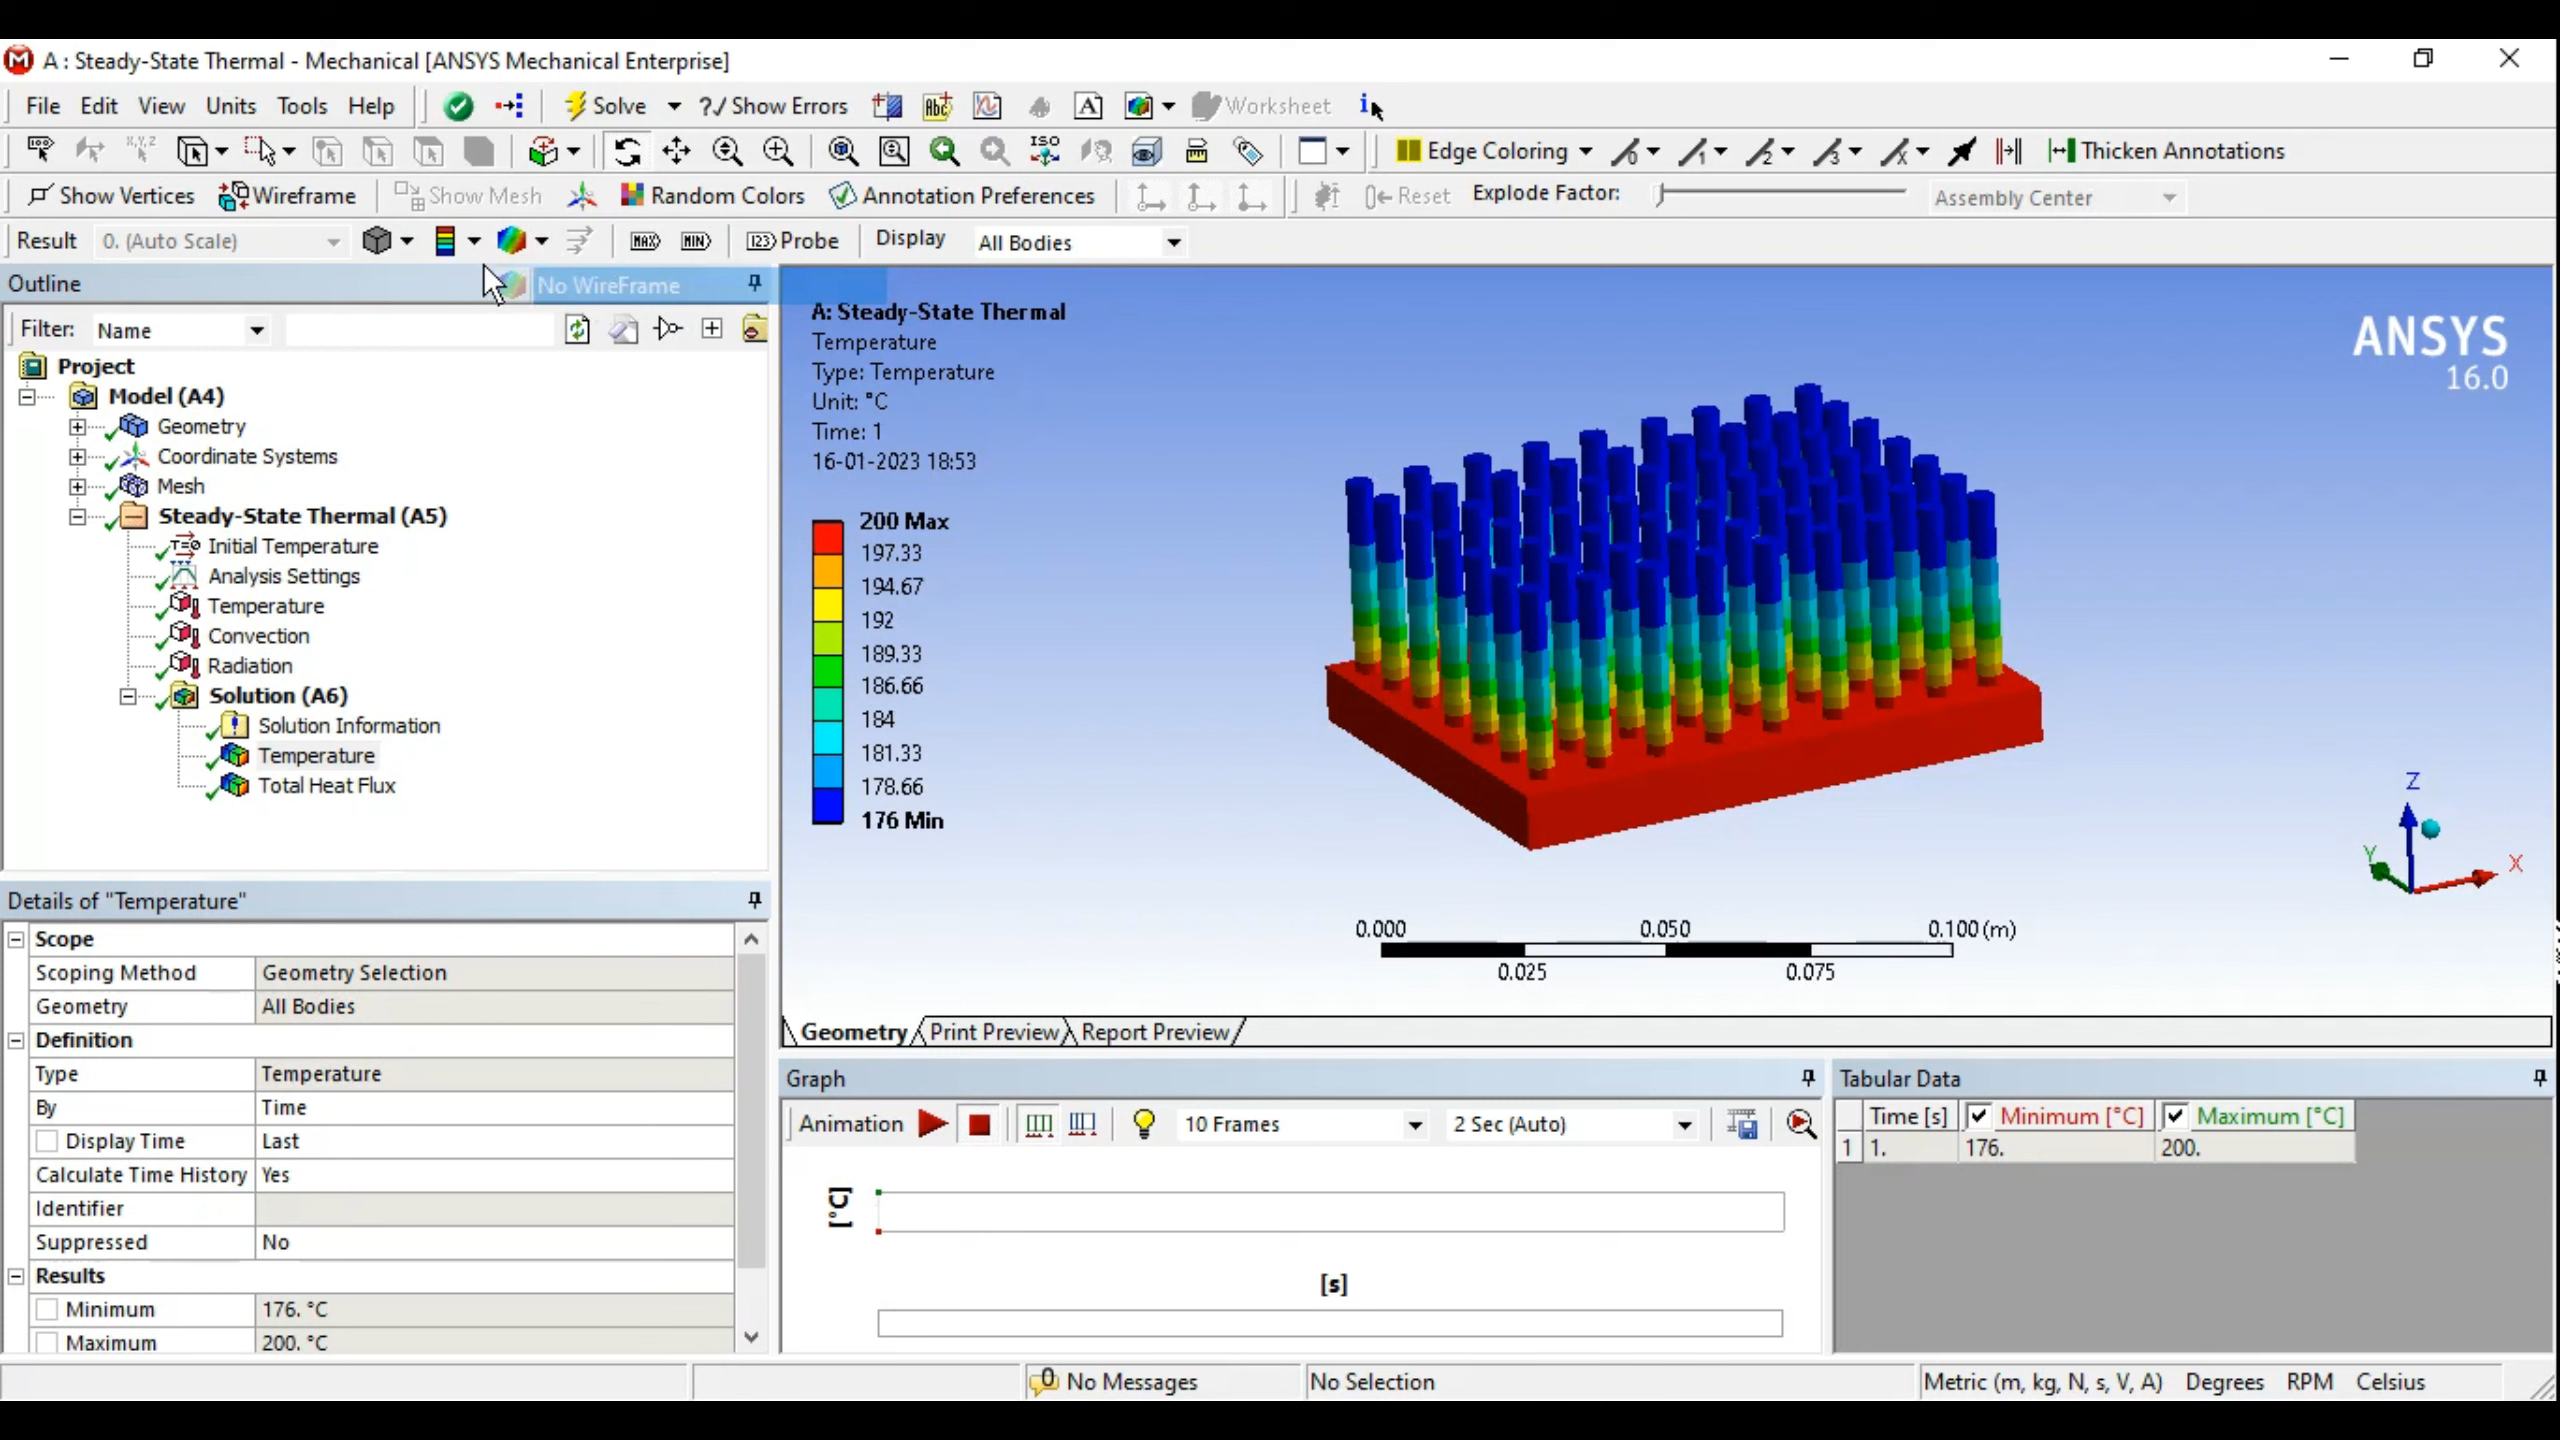 A : Steady-State Thermal - Mechanical [ANSYS Mechanical Enterprise]
File Edit View Units Tools Help Solve ?/ Show Errors Worksheet
ISO Edge Coloring Thicken Annotations
Show Vertices Wireframe Show Mesh Random Colors Annotation Preferences Reset Explode Factor: Assembly Center
Result 0. (Auto Scale) MAX MIN Probe Display All Bodies
Outline
No WireFrame
Filter: Name
Project
Model (A4)
Geometry
Coordinate Systems
Mesh
Steady-State Thermal (A5)
Initial Temperature
Analysis Settings
Temperature
Convection
Radiation
Solution (A6)
Solution Information
Temperature
Total Heat Flux
Details of "Temperature"
Scope
Scoping Method Geometry Selection
Geometry All Bodies
Definition
Type Temperature
By Time
Display Time Last
Calculate Time History Yes
Identifier
Suppressed No
Results
Minimum 176. °C
Maximum 200. °C
A: Steady-State Thermal
Temperature
Type: Temperature
Unit: °C
Time: 1
16-01-2023 18:53
200 Max
197.33
194.67
192
189.33
186.66
184
181.33
178.66
176 Min
ANSYS
16.0
Z
Y
X
0.000 0.050 0.100 (m)
0.025 0.075
Geometry Print Preview Report Preview
Graph
Animation 10 Frames 2 Sec (Auto)
[°C]
[s]
Tabular Data
Time [s] Minimum [°C] Maximum [°C]
1 1. 176. 200.
0 No Messages No Selection Metric (m, kg, N, s, V, A) Degrees RPM Celsius